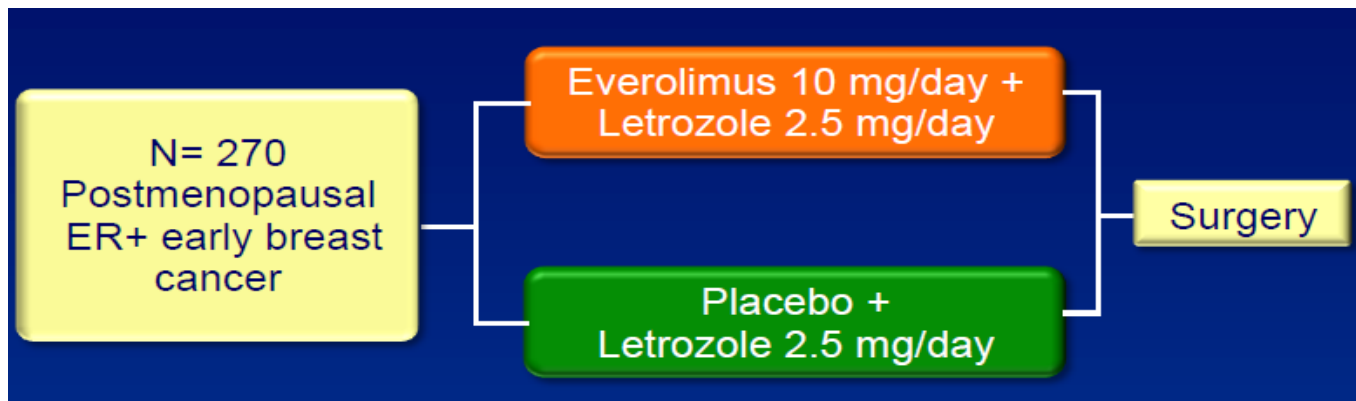 N= 270
Postmenopausal
ER+ early breast
cancer
Everolimus 10 mg/day +
Letrozole 2.5 mg/day
Placebo +
Letrozole 2.5 mg/day
Surgery